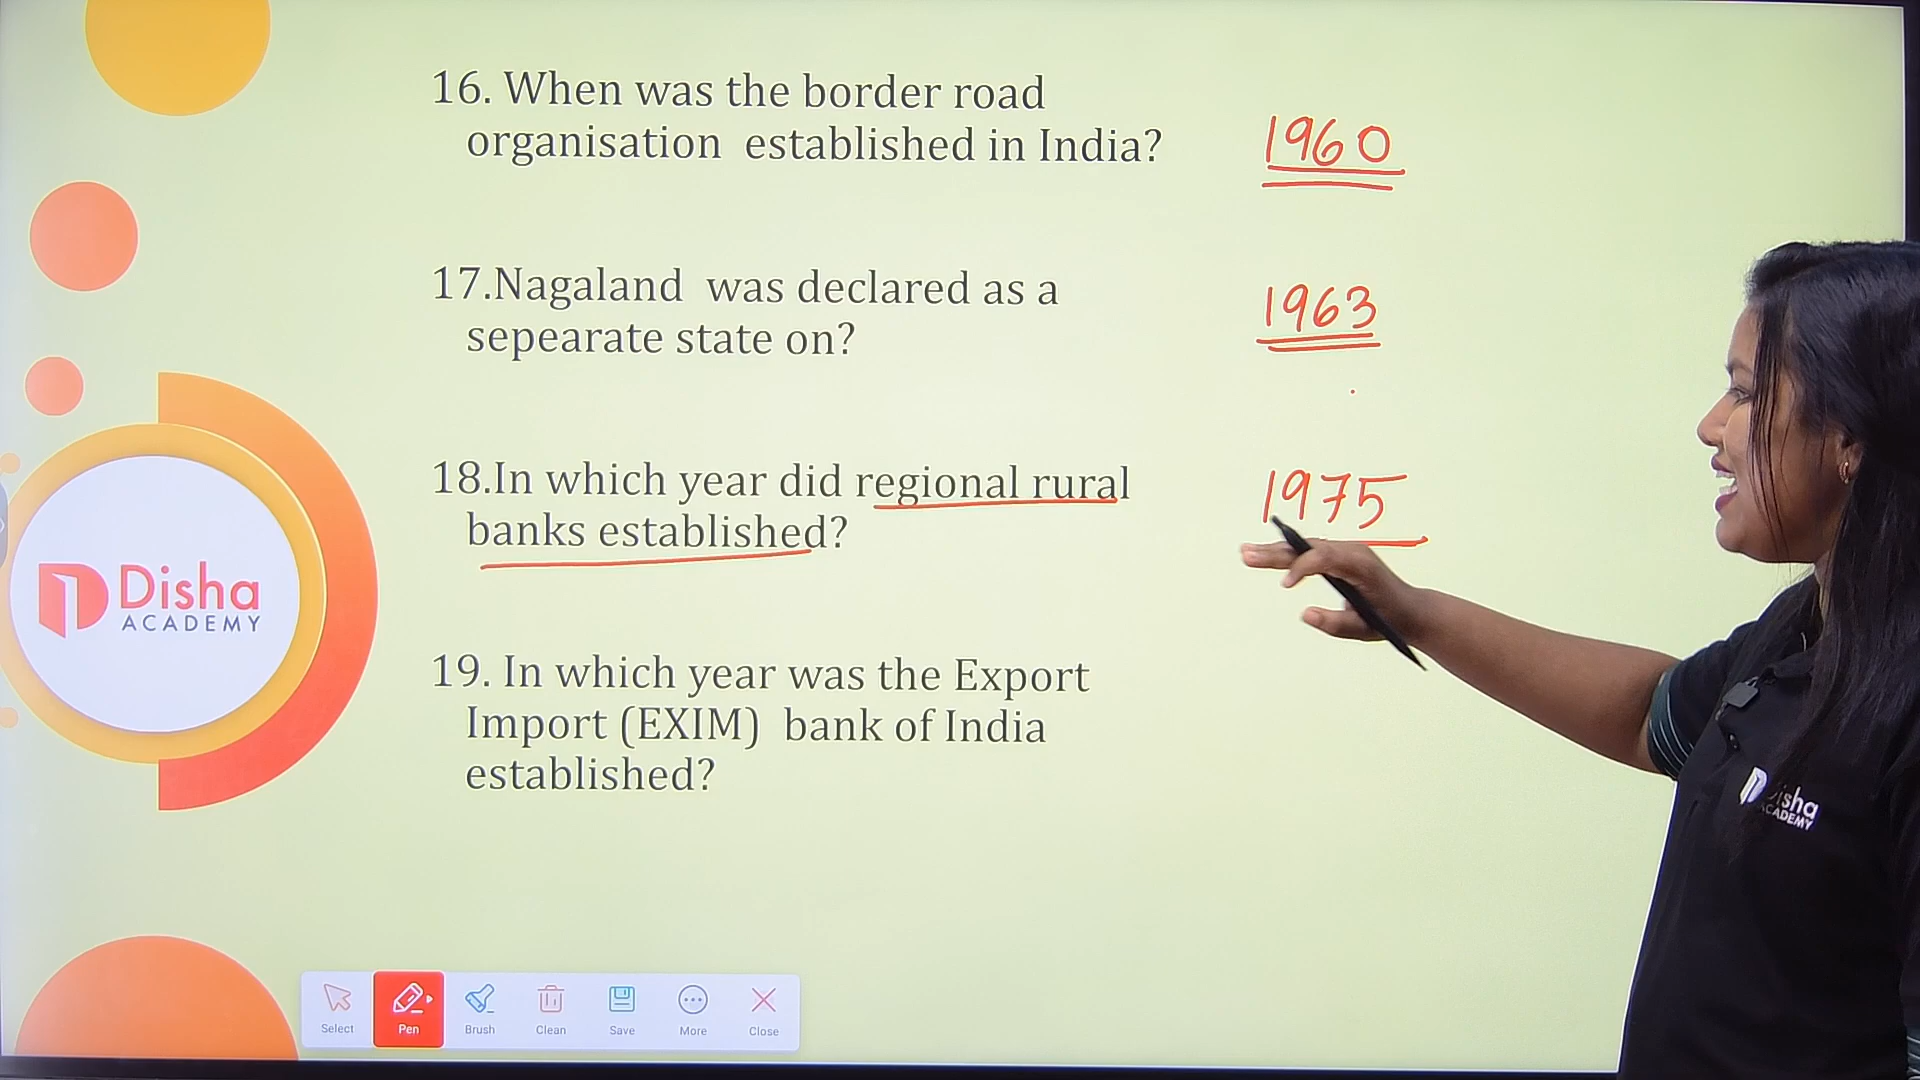 16. When was the border road
organisation established in India?
1960
17.Nagaland was declared as a
sepearate state on?
1963
18.In which year did regional rural
banks established?
1975
19. In which year was the Export
Import (EXIM) bank of India
established?
Disha
ACADEMY
Disha
ACADEMY
Select
Pen
Brush
Clean
Save
More
Close